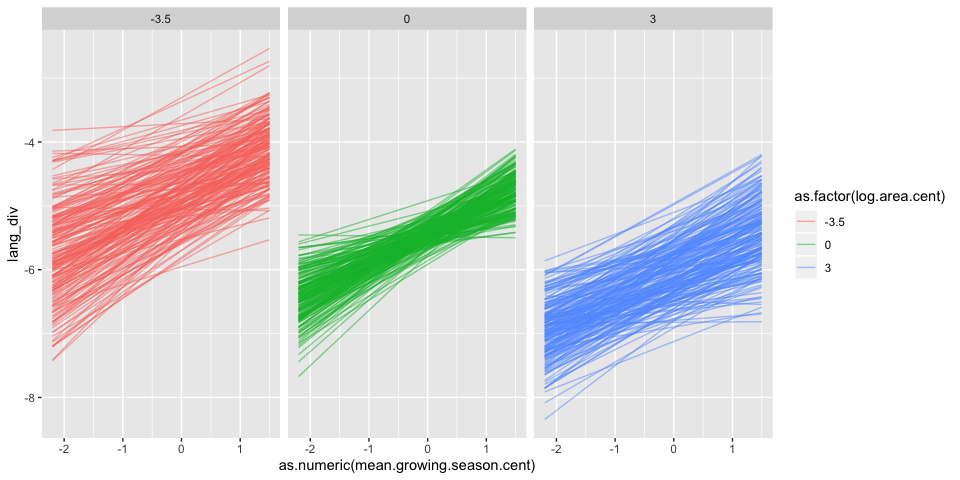 -3.5 0 3
lang_div
-4
-6
-8
-2 -1 0 1 -2 -1 0 1 -2 -1 0 1
as.numeric(mean.growing.season.cent)
as.factor(log.area.cent)
-3.5
0
3